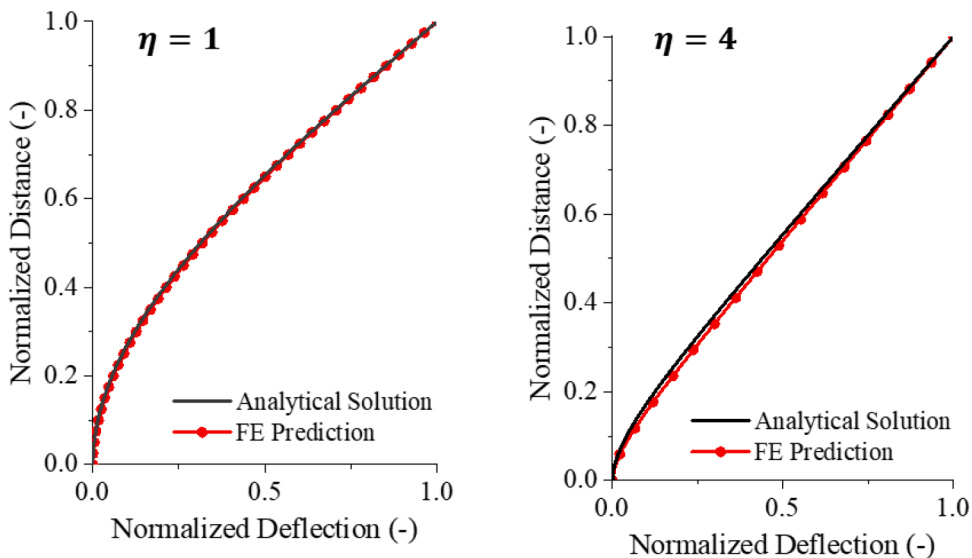 η = 1
1.0
0.8
0.6
0.4
0.2
0.0
Normalized Distance (-)
Analytical Solution
FE Prediction
0.0 0.5 1.0
Normalized Deflection (-)
η = 4
1.0
0.8
0.6
0.4
0.2
0.0
Normalized Distance (-)
Analytical Solution
FE Prediction
0.0 0.5 1.0
Normalized Deflection (-)